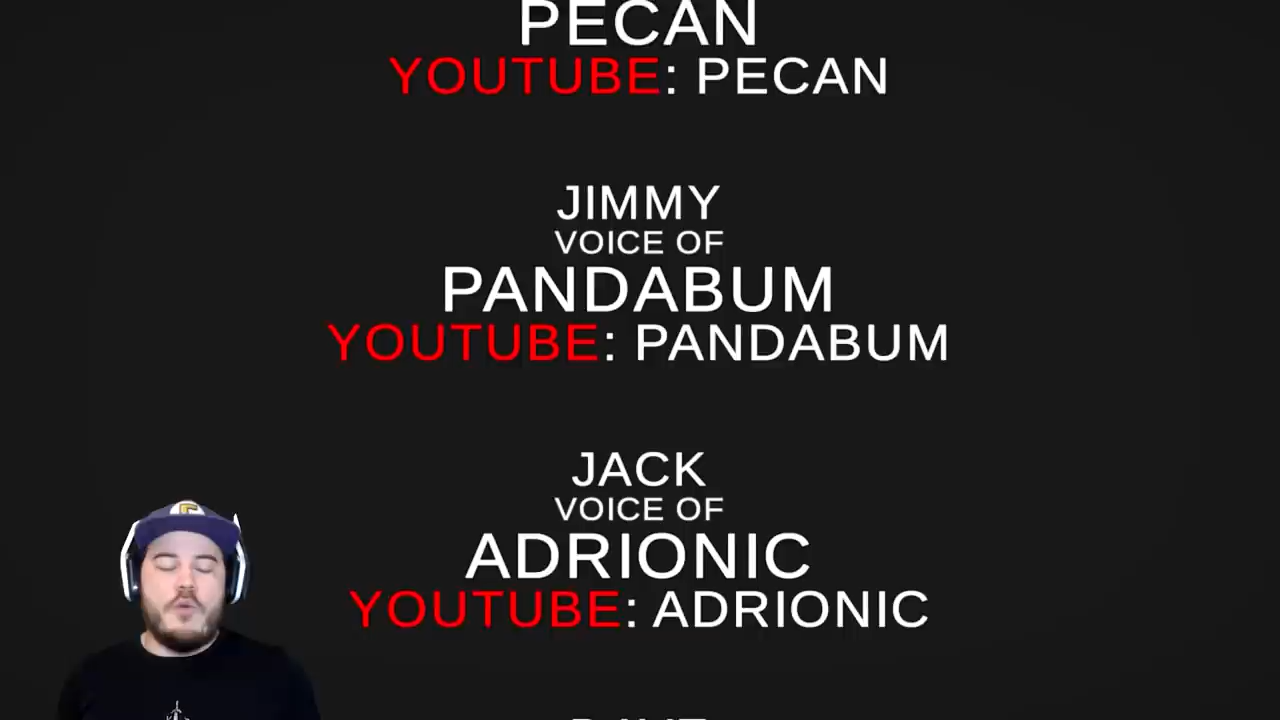 PECAN
YOUTUBE: PECAN
JIMMY
VOICE OF
PANDABUM
YOUTUBE: PANDABUM
JACK
VOICE OF
ADRIONIC
YOUTUBE: ADRIONIC